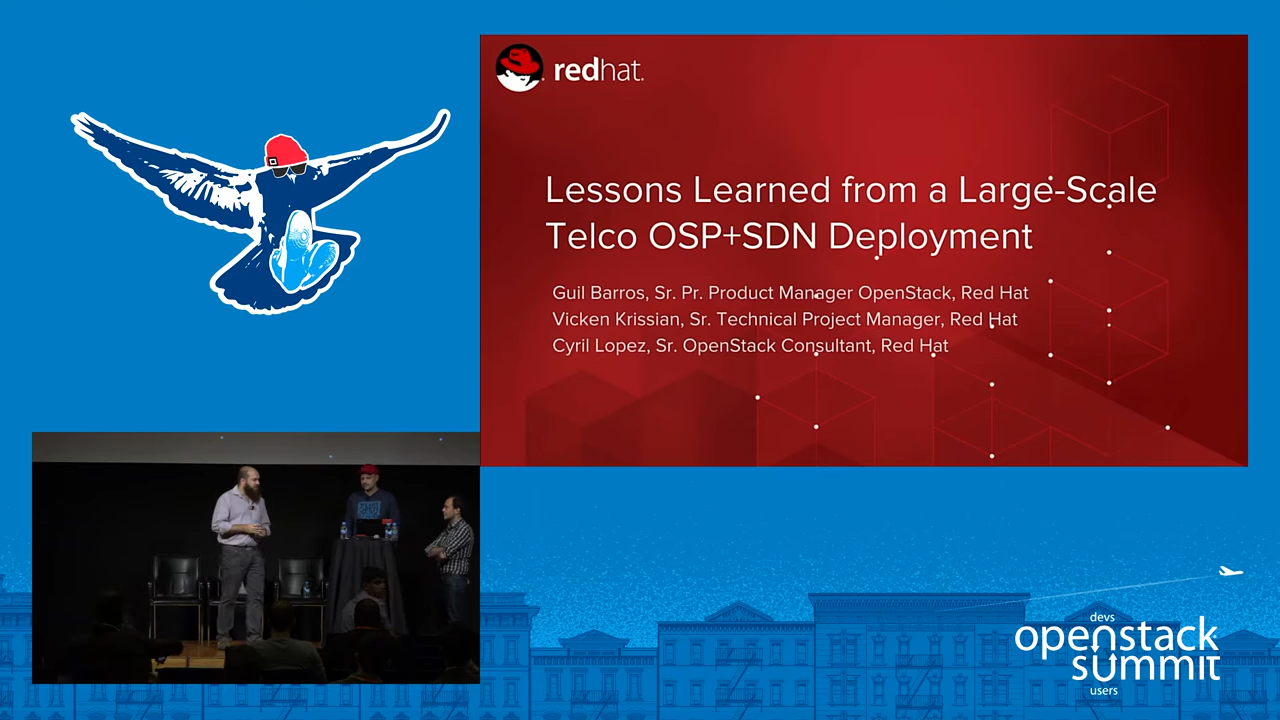 redhat.
Lessons Learned from a Large-Scale
Telco OSP+SDN Deployment
Guil Barros, Sr. Pr. Product Manager OpenStack, Red Hat
Vicken Krissian, Sr. Technical Project Manager, Red Hat
Cyril Lopez, Sr. OpenStack Consultant, Red Hat
devs
openstack
summit
users